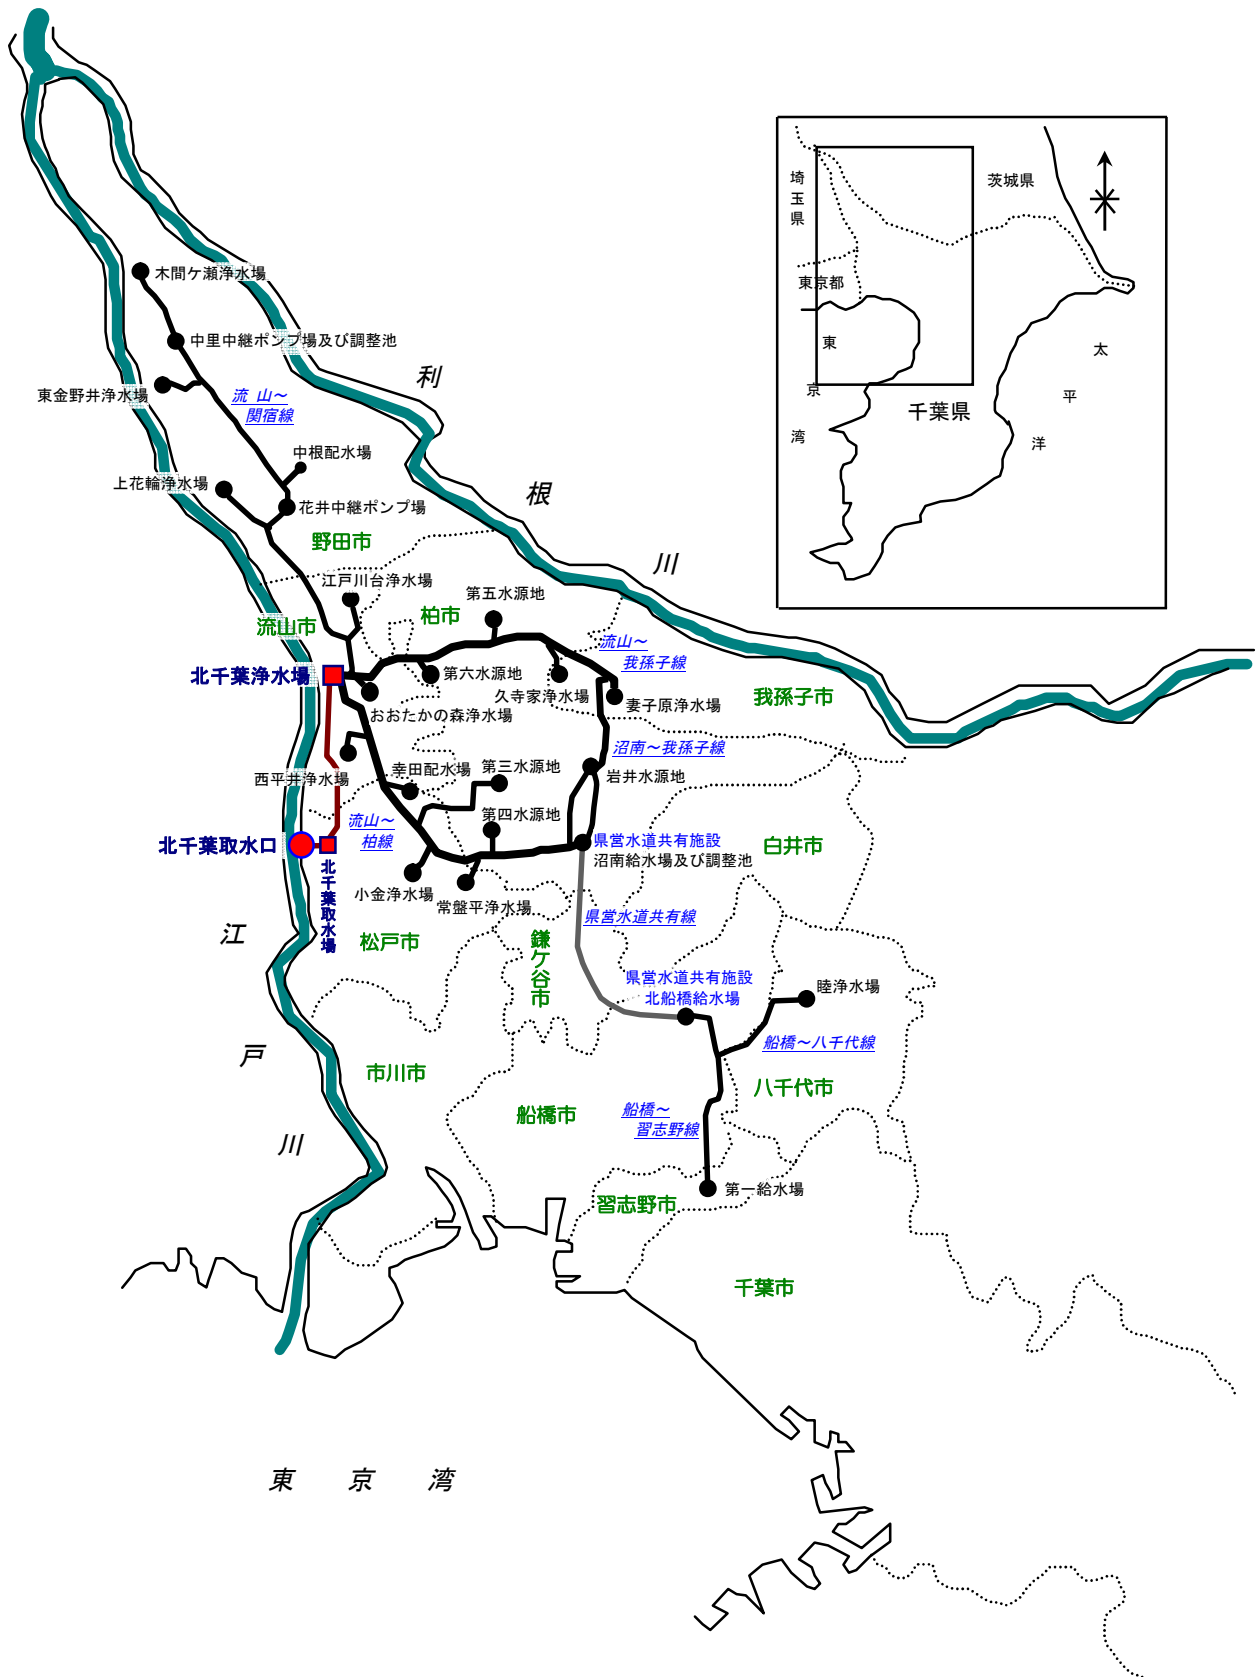 埼玉県
茨城県
東京都
東京湾
千葉県
太平洋
木間ケ瀬浄水場
中里中継ポンプ場及び調整池
東金野井浄水場
流 山～
関宿線
利根川
中根配水場
上花輪浄水場
花井中継ポンプ場
野田市
江戸川台浄水場
第五水源地
柏市
流山市
流山～
我孫子線
北千葉浄水場
第六水源地
久寺家浄水場
妻子原浄水場
我孫子市
おおたかの森浄水場
沼南～我孫子線
西平井浄水場
幸田配水場
第三水源地
岩井水源地
流山～
柏線
第四水源地
北千葉取水口
県営水道共有施設
沼南給水場及び調整池
白井市
北千葉取水場
小金浄水場
常盤平浄水場
県営水道共有線
江戸川
松戸市
鎌ケ谷市
県営水道共有施設
北船橋給水場
睦浄水場
船橋～八千代線
市川市
八千代市
船橋市
船橋～
習志野線
第一給水場
習志野市
千葉市
東京湾